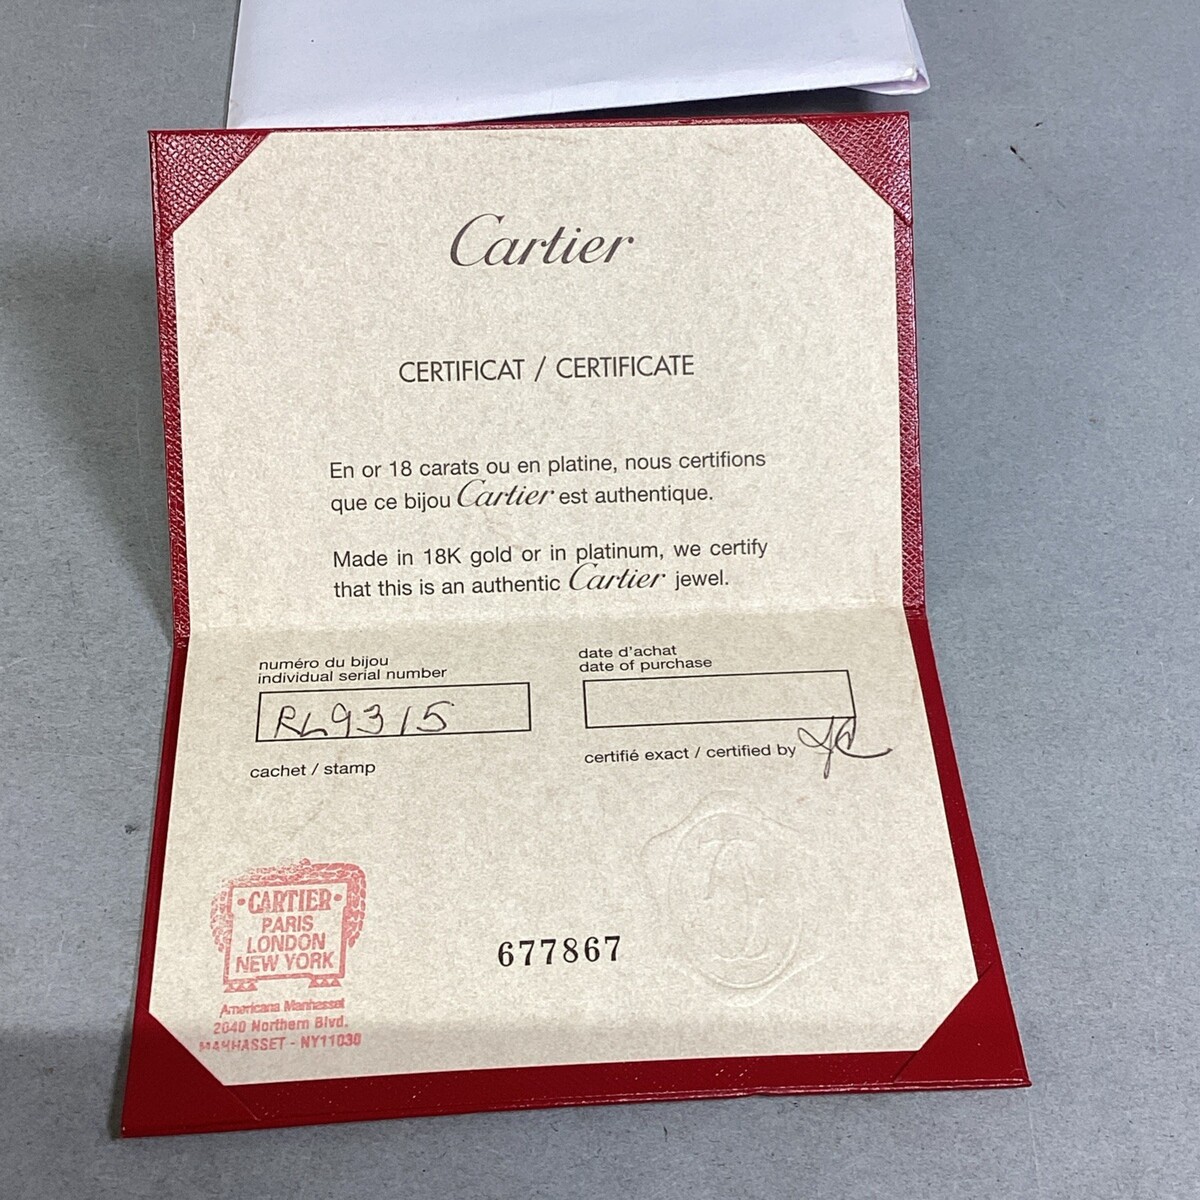 Cartier
CERTIFICAT / CERTIFICATE
En or 18 carats ou en platine, nous certifions
que ce bijou Cartier est authentique.
Made in 18K gold or in platinum, we certify
that this is an authentic Cartier jewel.
numéro du bijou
individual serial number
RL9315
cachet / stamp
date d'achat
date of purchase
certifié exact / certified by
CARTIER
PARIS
LONDON
NEW YORK
Americana Manhasset
2040 Northern Blvd.
MANHASSET - NY11030
677867